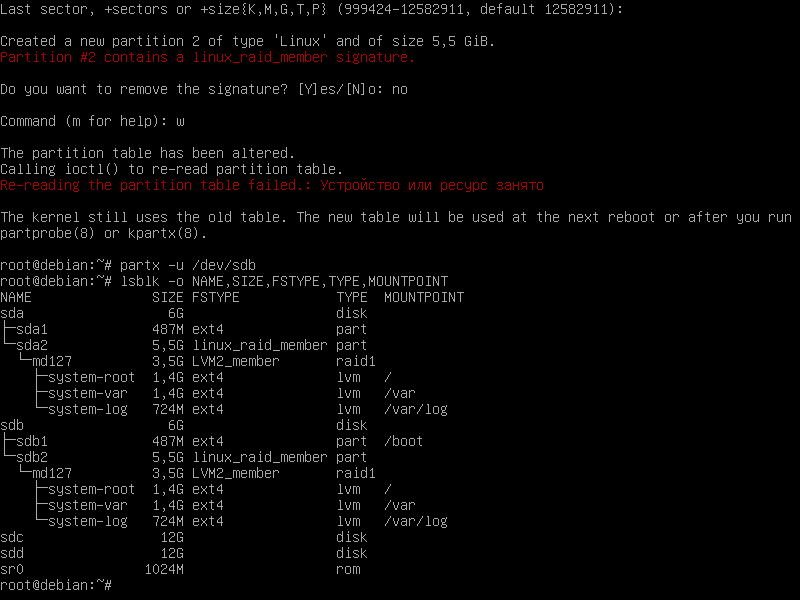 Last sector, +sectors or +size{K,M,G,T,P} (999424-12582911, default 12582911):
Created a new partition 2 of type 'Linux' and of size 5,5 GiB.
Partition #2 contains a linux_raid_member signature.
Do you want to remove the signature? [Y]es/[N]o: no
Command (m for help): w
The partition table has been altered.
Calling ioctl() to re-read partition table.
Re-reading the partition table failed.: Устройство или ресурс занято
The kernel still uses the old table. The new table will be used at the next reboot or after you run
partprobe(8) or kpartx(8).
root@debian:~# partx -u /dev/sdb
root@debian:~# lsblk -o NAME,SIZE,FSTYPE,TYPE,MOUNTPOINT
NAME               SIZE FSTYPE            TYPE  MOUNTPOINT
sda                  6G                   disk
├─sda1             487M ext4              part
└─sda2             5,5G linux_raid_member part
  └─md127          3,5G LVM2_member       raid1
    ├─system-root  1,4G ext4              lvm   /
    ├─system-var   1,4G ext4              lvm   /var
    └─system-log   724M ext4              lvm   /var/log
sdb                  6G                   disk
├─sdb1             487M ext4              part  /boot
└─sdb2             5,5G linux_raid_member part
  └─md127          3,5G LVM2_member       raid1
    ├─system-root  1,4G ext4              lvm   /
    ├─system-var   1,4G ext4              lvm   /var
    └─system-log   724M ext4              lvm   /var/log
sdc                 12G                   disk
sdd                 12G                   disk
sr0               1024M                   rom
root@debian:~#